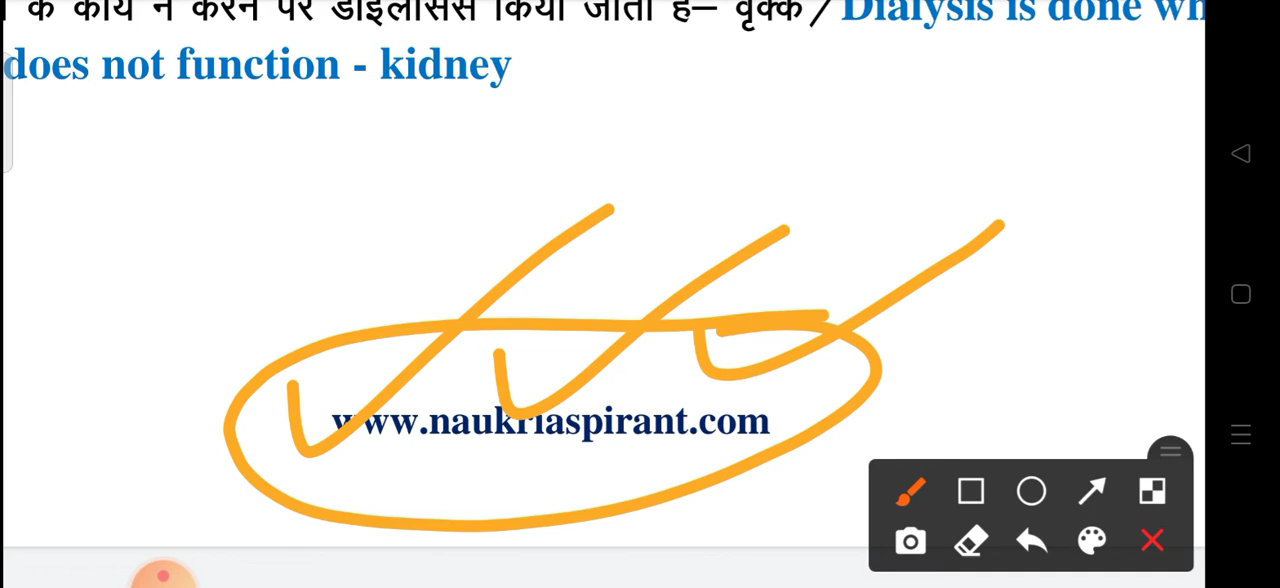 के कार्य न करने पर डाइलिसिस किया जाता है– वृक्क/Dialysis is done wh
does not function - kidney
www.naukriaspirant.com